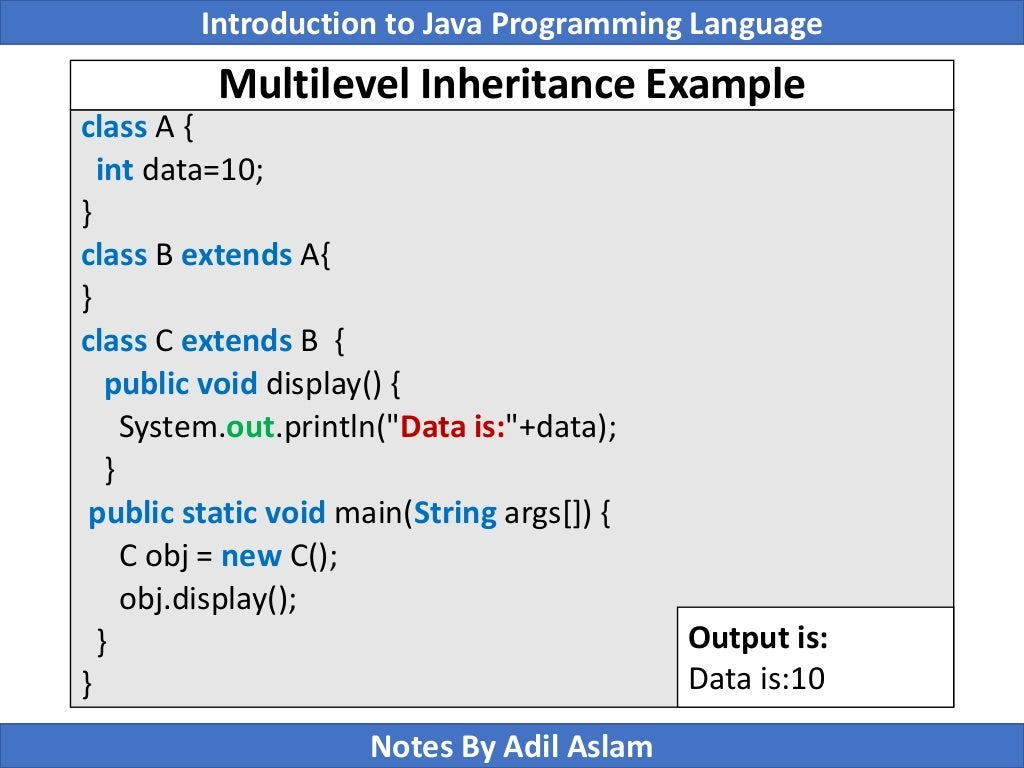 Introduction to Java Programming Language
Multilevel Inheritance Example
class A {
int data=10;
}
class B extends A{
}
class C extends B {
public void display() {
System.out.println("Data is:"+data);
}
public static void main(String args[]) {
C obj = new C();
obj.display();
}
}
Output is:
Data is:10
Notes By Adil Aslam